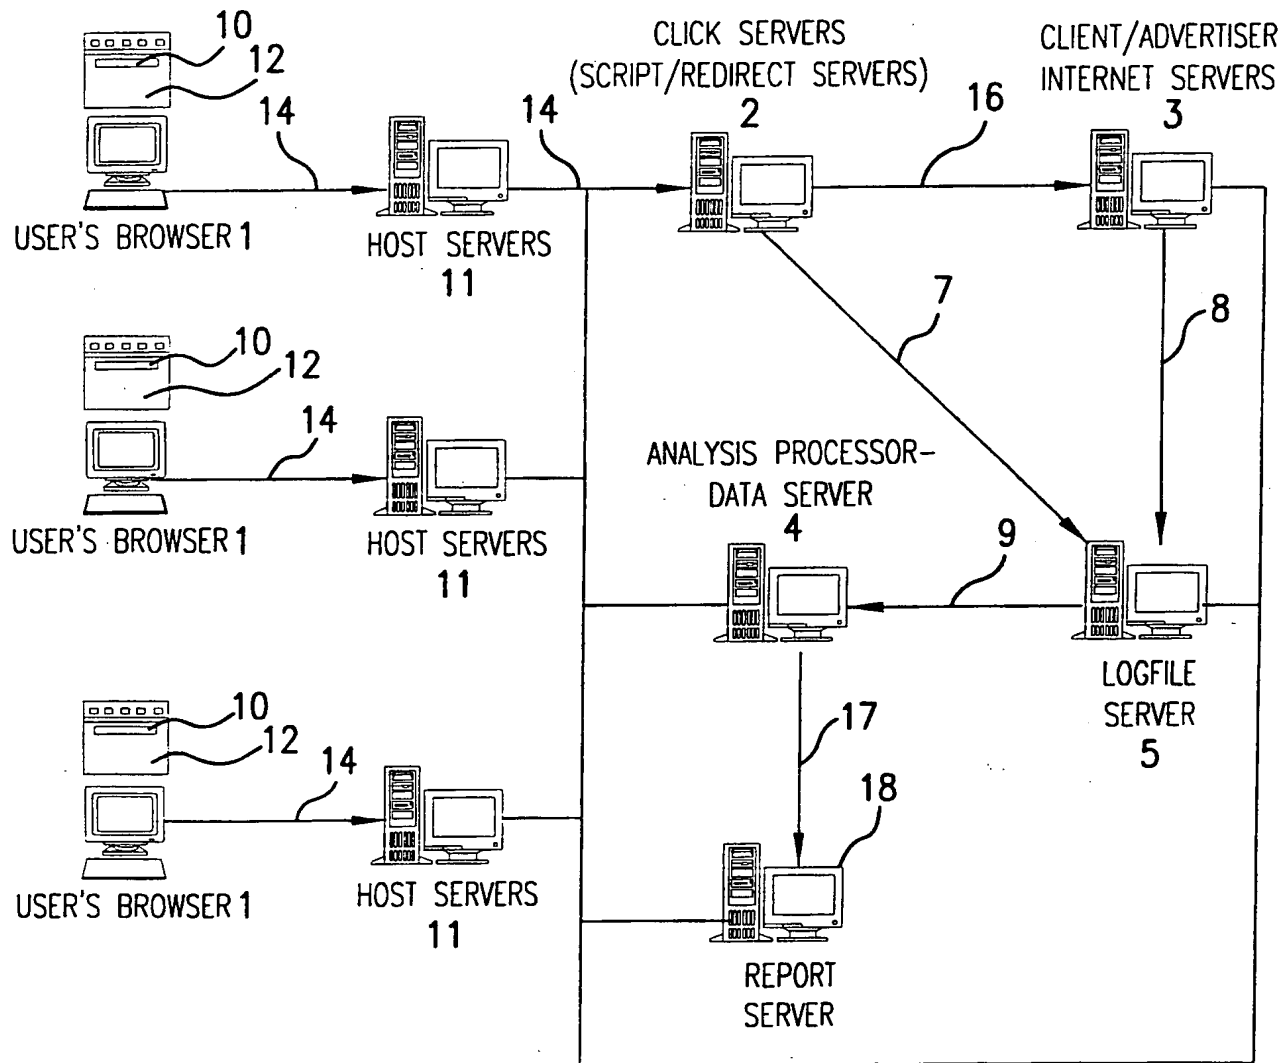 10
12
14
USER'S BROWSER 1
HOST SERVERS
11
14
CLICK SERVERS
(SCRIPT/REDIRECT SERVERS)
2
16
CLIENT/ADVERTISER
INTERNET SERVERS
3
7
8
10
12
14
USER'S BROWSER 1
HOST SERVERS
11
ANALYSIS PROCESSOR-
DATA SERVER
4
9
LOGFILE
SERVER
5
10
12
14
USER'S BROWSER 1
HOST SERVERS
11
17
18
REPORT
SERVER